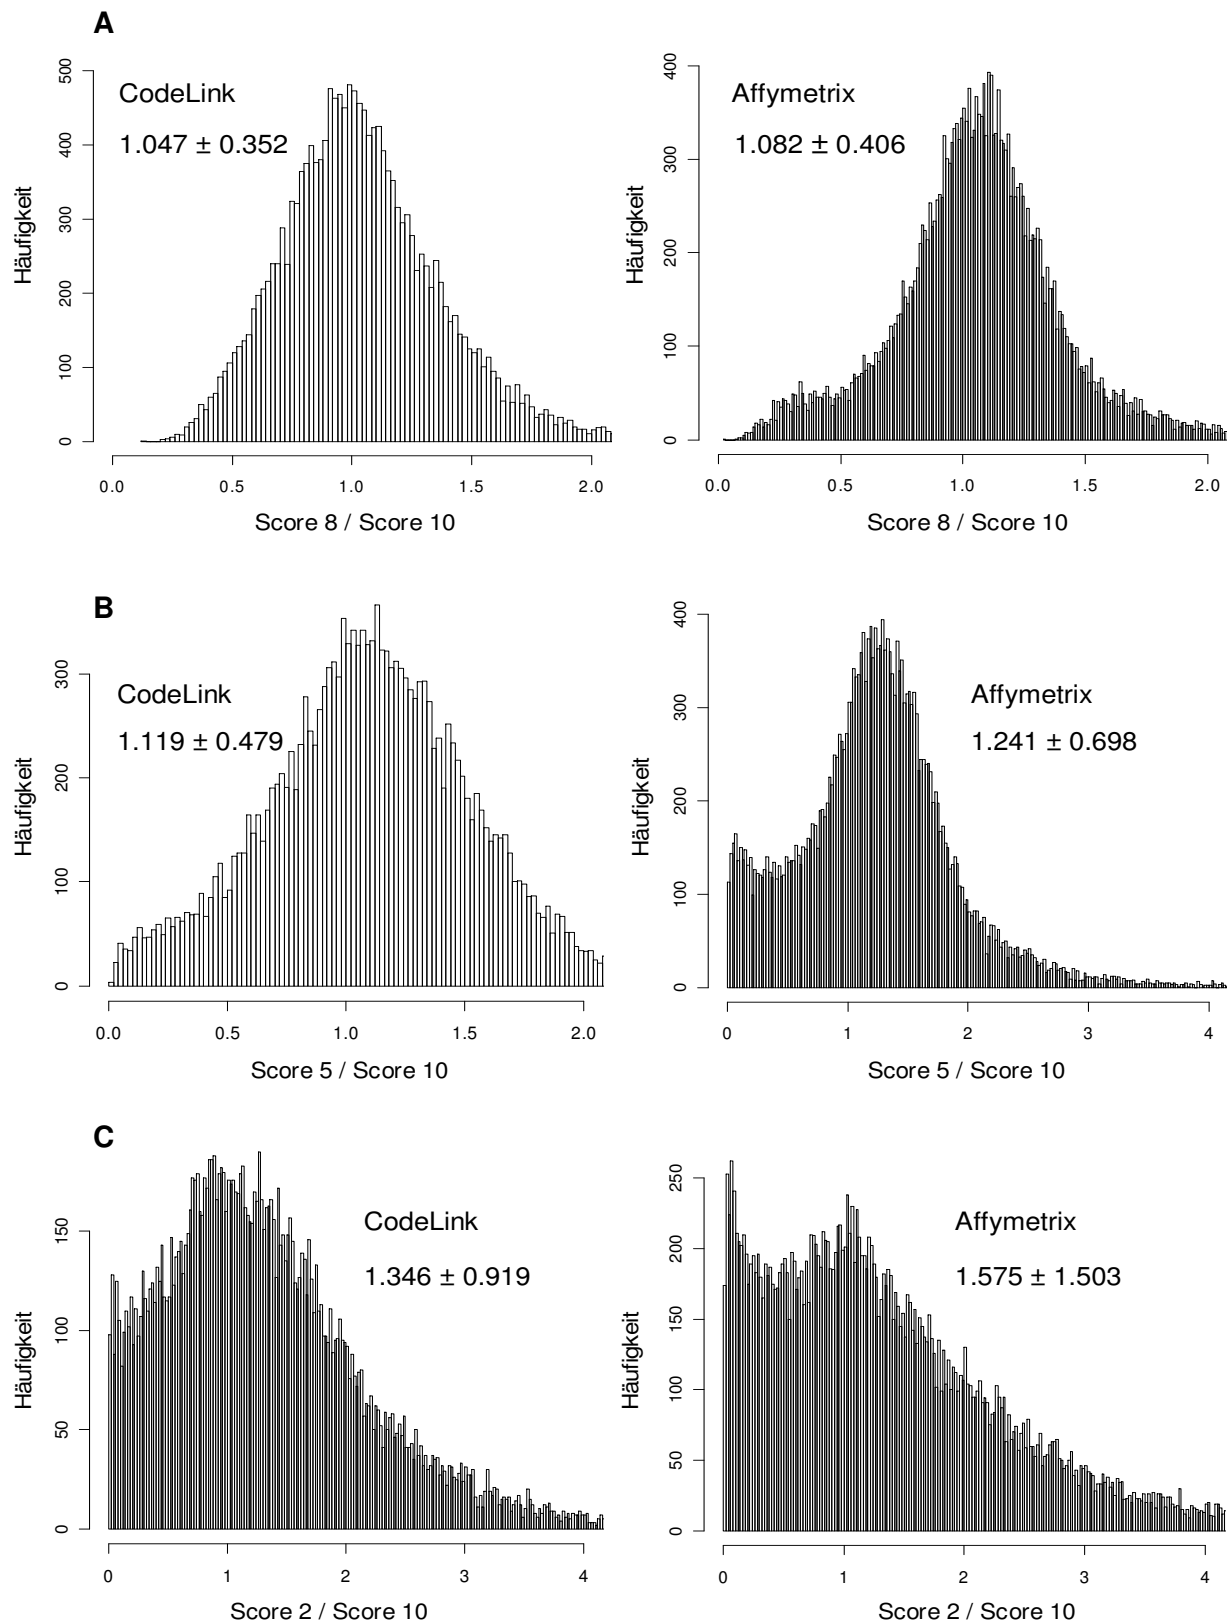 A
CodeLink
1.047 ± 0.352
Häufigkeit
0
100
200
300
400
500
0.0 0.5 1.0 1.5 2.0
Score 8 / Score 10
Affymetrix
1.082 ± 0.406
Häufigkeit
0
100
200
300
400
0.0 0.5 1.0 1.5 2.0
Score 8 / Score 10
B
CodeLink
1.119 ± 0.479
Häufigkeit
0
100
200
300
0.0 0.5 1.0 1.5 2.0
Score 5 / Score 10
Affymetrix
1.241 ± 0.698
Häufigkeit
0
100
200
300
400
0 1 2 3 4
Score 5 / Score 10
C
CodeLink
1.346 ± 0.919
Häufigkeit
0
50
100
150
0 1 2 3 4
Score 2 / Score 10
Affymetrix
1.575 ± 1.503
Häufigkeit
0
50
100
150
200
250
0 1 2 3 4
Score 2 / Score 10